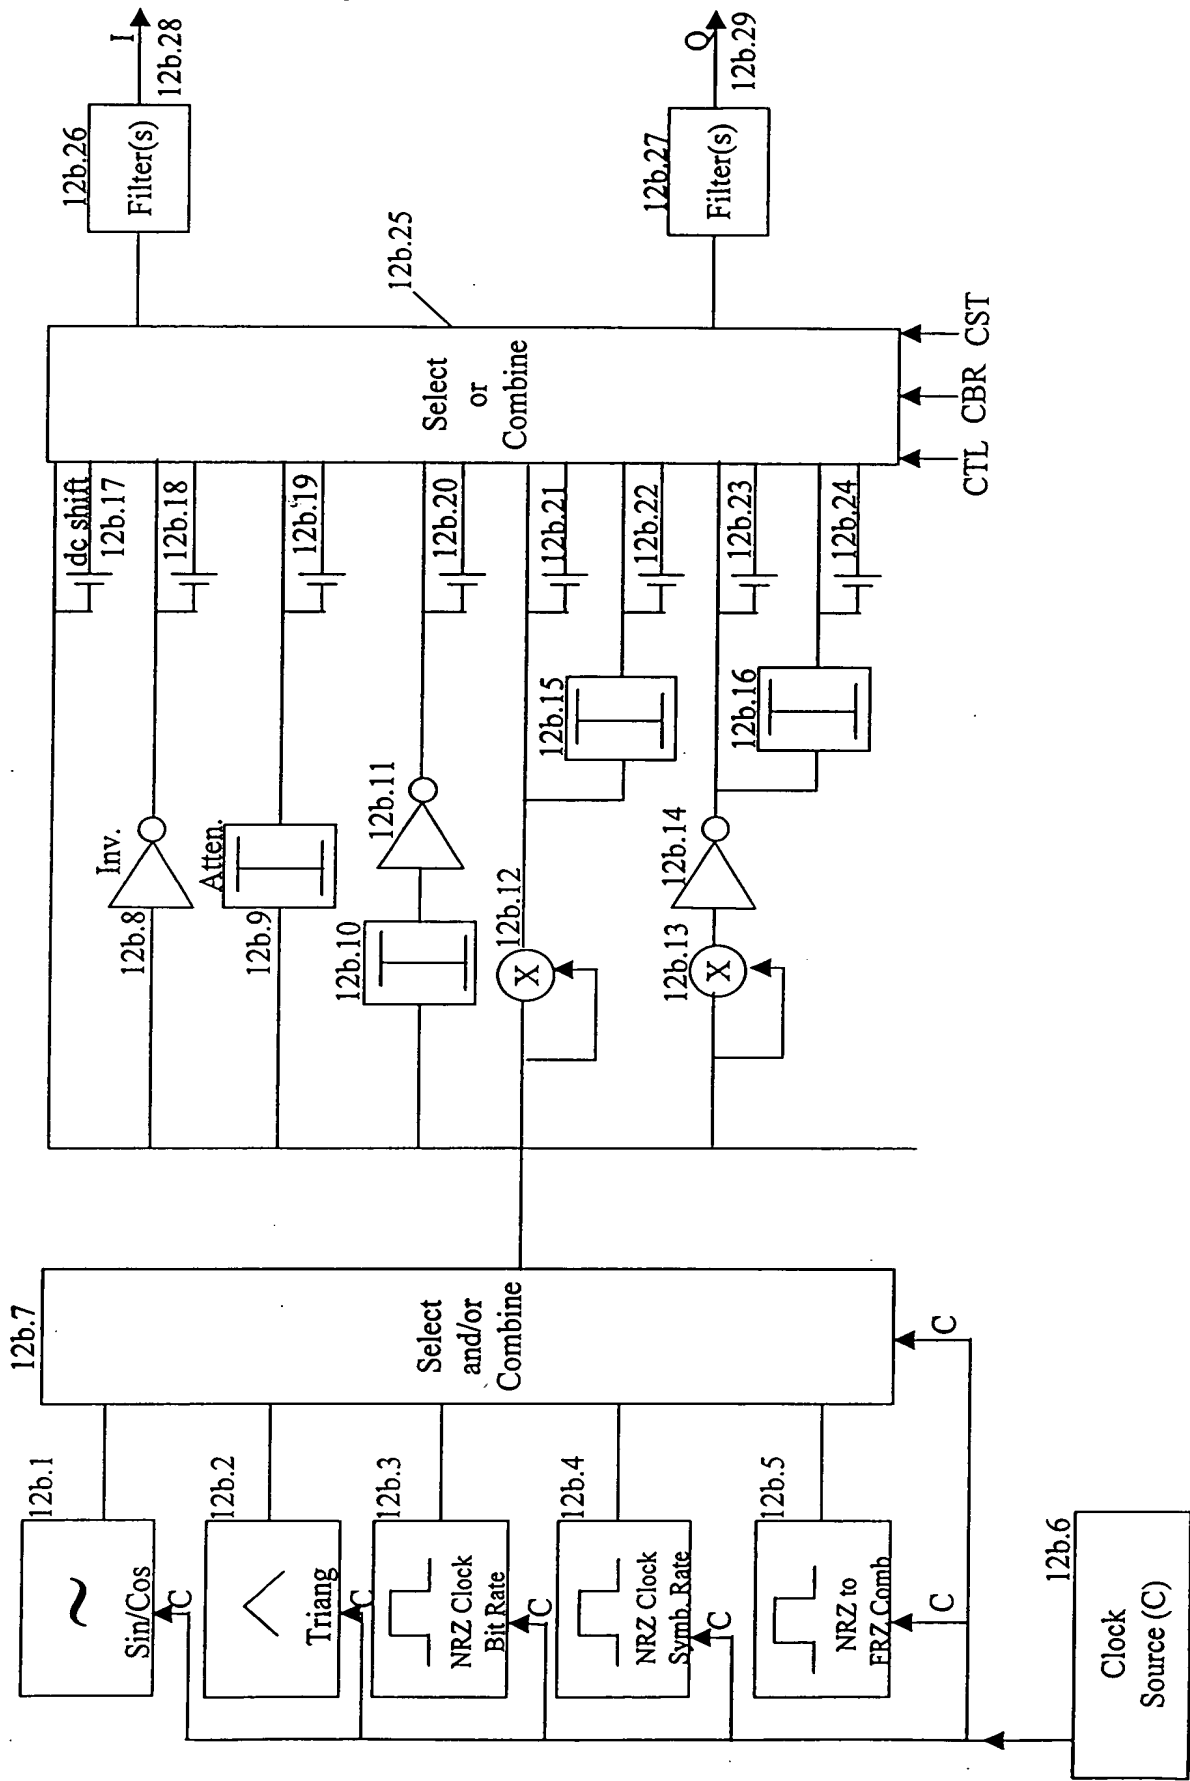 12b.1
Sin/Cos
C
12b.2
Triang
C
12b.3
NRZ Clock
Bit Rate
C
12b.4
NRZ Clock
Symb. Rate
C
12b.5
NRZ to
FRZ Comb
C
12b.6
Clock
Source (C)
12b.7
Select
and/or
Combine
C
Inv.
12b.8
Atten.
12b.9
12b.10
12b.11
12b.12
12b.13
12b.14
12b.15
12b.16
dc shift
12b.17
12b.18
12b.19
12b.20
12b.21
12b.22
12b.23
12b.24
X
X
Select
or
Combine
12b.25
CTL
CBR
CST
12b.26
Filter(s)
I
12b.28
12b.27
Filter(s)
Q
12b.29